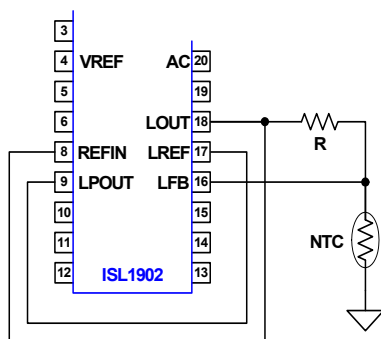 3
4 VREF AC 20
5 19
6 LOUT 18
R
8 REFIN LREF 17
9 LPOUT LFB 16
10 15
NTC
11 14
12 ISL1902 13